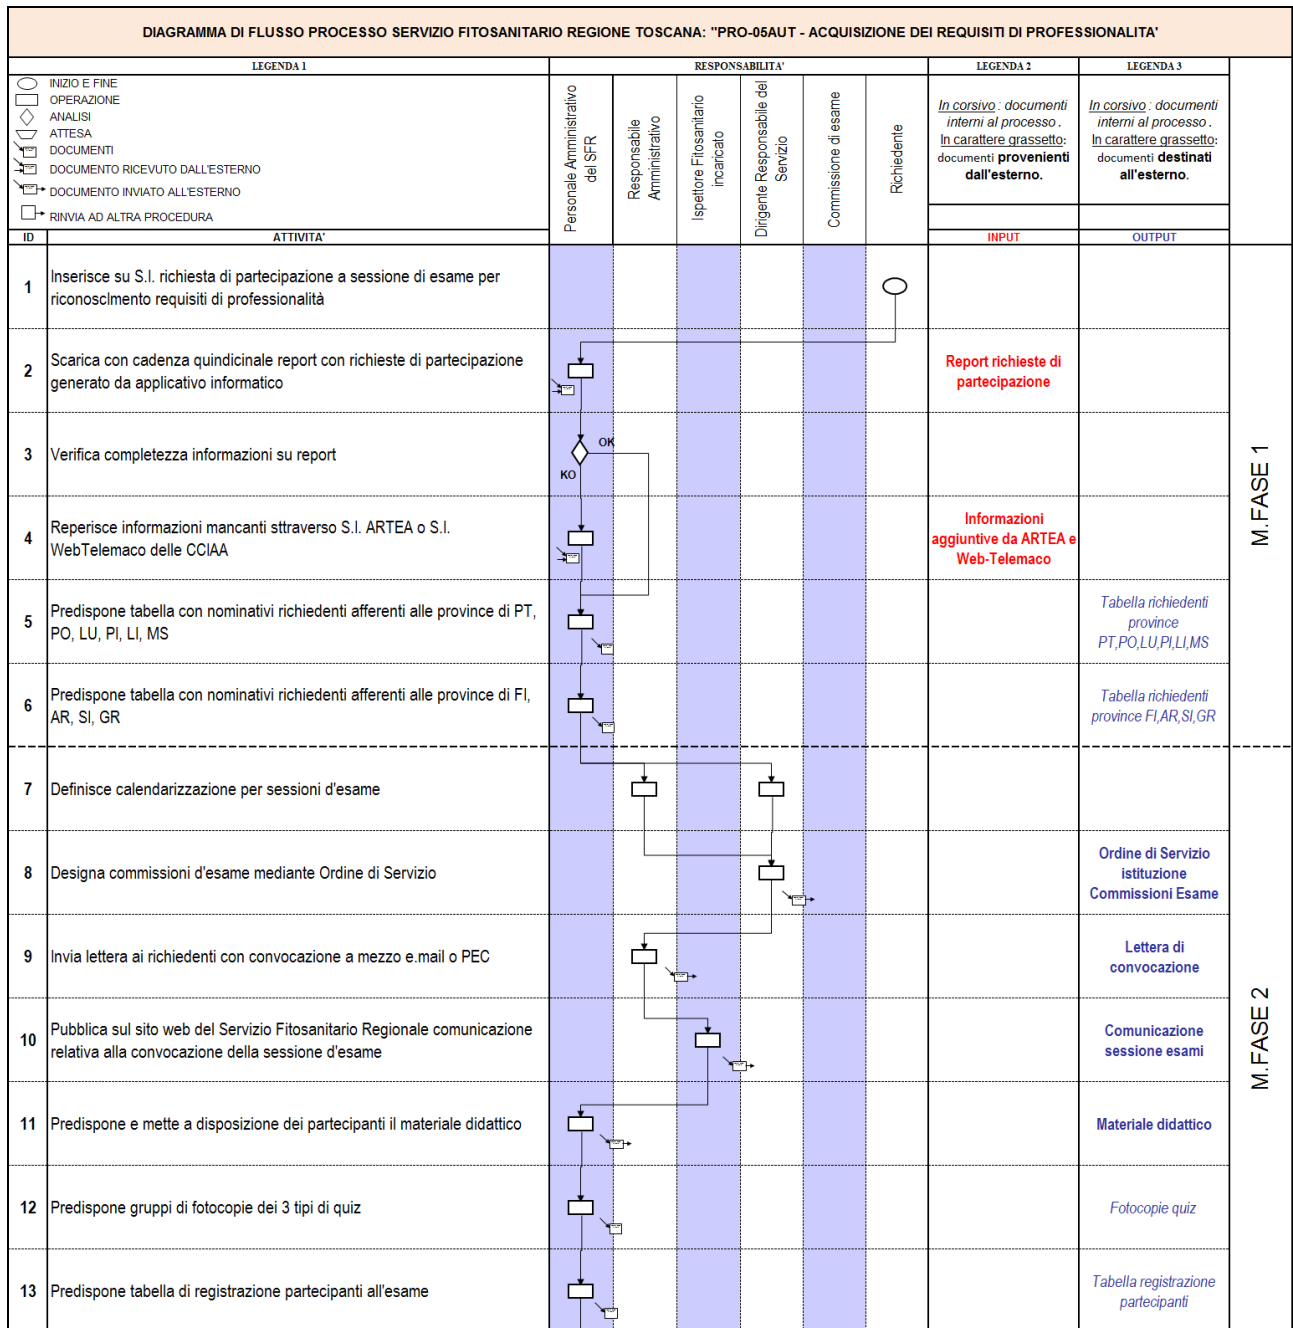 DIAGRAMMA DI FLUSSO PROCESSO SERVIZIO FITOSANITARIO REGIONE TOSCANA: "PRO-05AUT - ACQUISIZIONE DEI REQUISITI DI PROFESSIONALITA'
LEGENDA 1
RESPONSABILITA'
LEGENDA 2
LEGENDA 3
INIZIO E FINE
OPERAZIONE
ANALISI
ATTESA
DOCUMENTI
DOCUMENTO RICEVUTO DALL'ESTERNO
DOCUMENTO INVIATO ALL'ESTERNO
RINVIA AD ALTRA PROCEDURA
Personale Amministrativo
del SFR
Responsabile
Amministrativo
Ispettore Fitosanitario
incaricato
Dirigente Responsabile del
Servizio
Commissione di esame
Richiedente
In corsivo : documenti
interni al processo .
In carattere grassetto:
documenti provenienti
dall'esterno.
In corsivo : documenti
interni al processo .
In carattere grassetto:
documenti destinati
all'esterno.
ID
ATTIVITA'
INPUT
OUTPUT
1
Inserisce su S.I. richiesta di partecipazione a sessione di esame per
riconosclmento requisiti di professionalità
2
Scarica con cadenza quindicinale report con richieste di partecipazione
generato da applicativo informatico
Report richieste di
partecipazione
3
Verifica completezza informazioni su report
OK
KO
4
Reperisce informazioni mancanti sttraverso S.I. ARTEA o S.I.
WebTelemaco delle CCIAA
Informazioni
aggiuntive da ARTEA e
Web-Telemaco
M.FASE 1
5
Predispone tabella con nominativi richiedenti afferenti alle province di PT,
PO, LU, PI, LI, MS
Tabella richiedenti
province
PT,PO,LU,PI,LI,MS
6
Predispone tabella con nominativi richiedenti afferenti alle province di FI,
AR, SI, GR
Tabella richiedenti
province FI,AR,SI,GR
7
Definisce calendarizzazione per sessioni d'esame
8
Designa commissioni d'esame mediante Ordine di Servizio
Ordine di Servizio
istituzione
Commissioni Esame
9
Invia lettera ai richiedenti con convocazione a mezzo e.mail o PEC
Lettera di
convocazione
10
Pubblica sul sito web del Servizio Fitosanitario Regionale comunicazione
relativa alla convocazione della sessione d'esame
Comunicazione
sessione esami
M.FASE 2
11
Predispone e mette a disposizione dei partecipanti il materiale didattico
Materiale didattico
12
Predispone gruppi di fotocopie dei 3 tipi di quiz
Fotocopie quiz
13
Predispone tabella di registrazione partecipanti all'esame
Tabella registrazione
partecipanti